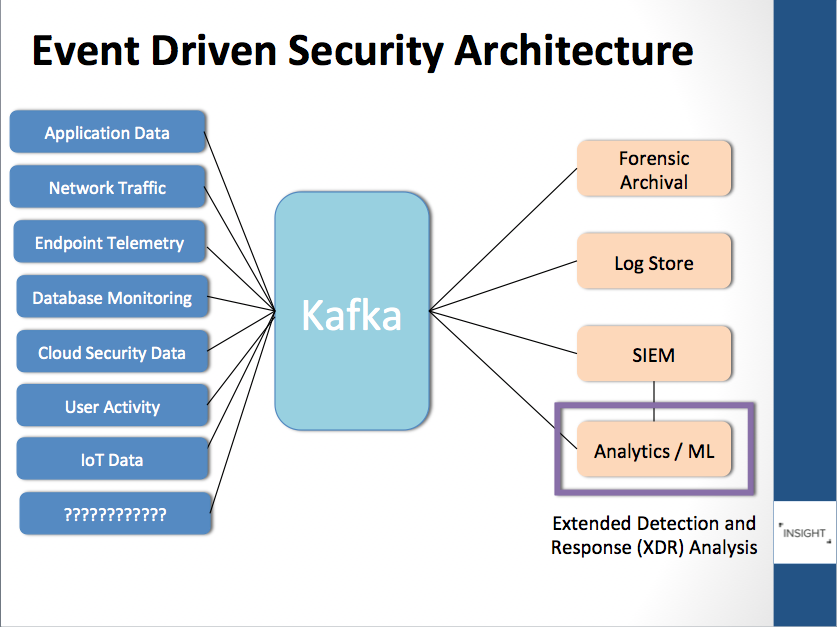 Event Driven Security Architecture
Application Data
Network Traffic
Endpoint Telemetry
Database Monitoring
Cloud Security Data
User Activity
IoT Data
????????????
Kafka
Forensic
Archival
Log Store
SIEM
Analytics / ML
Extended Detection and
Response (XDR) Analysis
INSIGHT